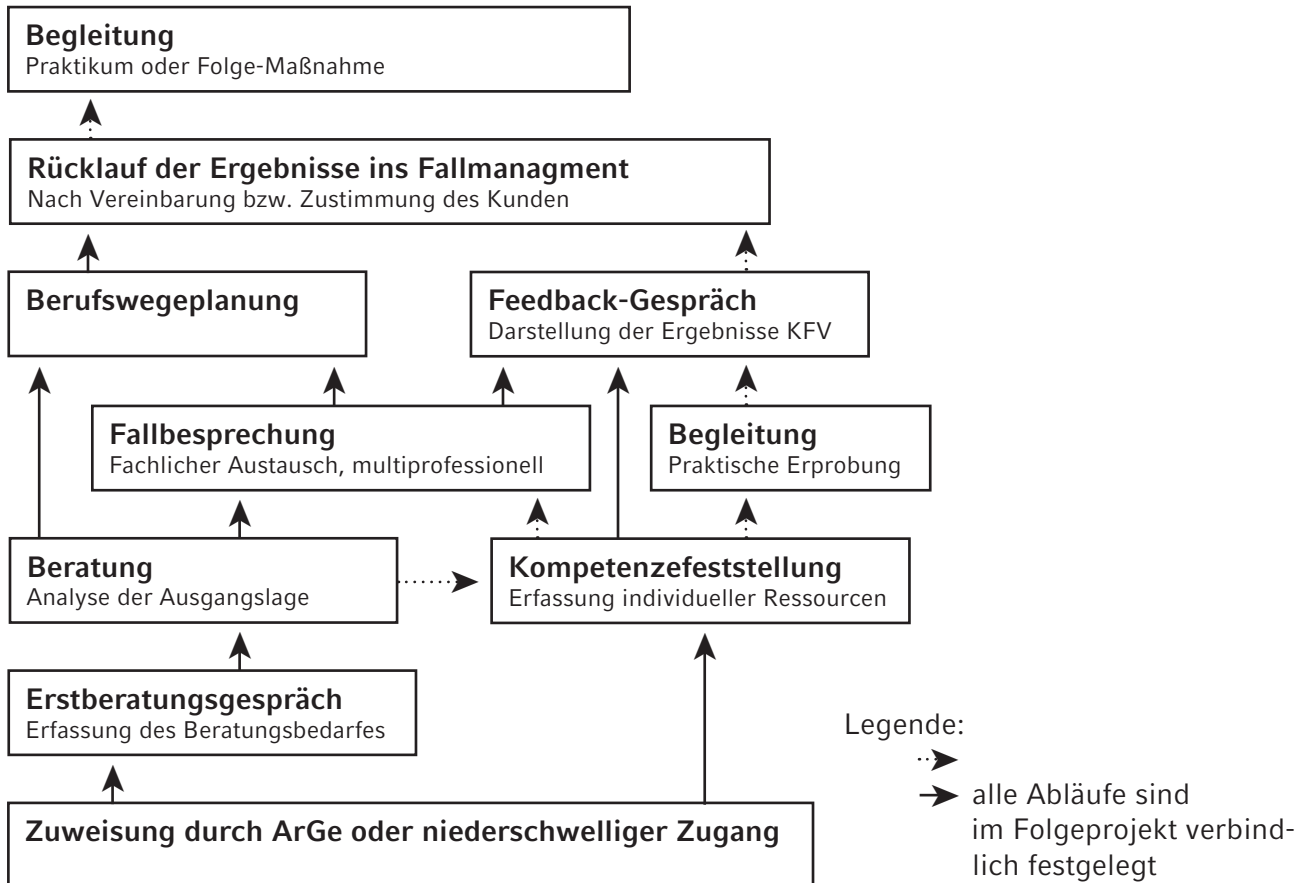 Begleitung
Praktikum oder Folge-Maßnahme
Rücklauf der Ergebnisse ins Fallmanagment
Nach Vereinbarung bzw. Zustimmung des Kunden
Berufswegeplanung
Feedback-Gespräch
Darstellung der Ergebnisse KFV
Fallbesprechung
Fachlicher Austausch, multiprofessionell
Begleitung
Praktische Erprobung
Beratung
Analyse der Ausgangslage
Kompetenzefeststellung
Erfassung individueller Ressourcen
Erstberatungsgespräch
Erfassung des Beratungsbedarfes
Zuweisung durch ArGe oder niederschwelliger Zugang
Legende:
alle Abläufe sind
im Folgeprojekt verbind-
lich festgelegt